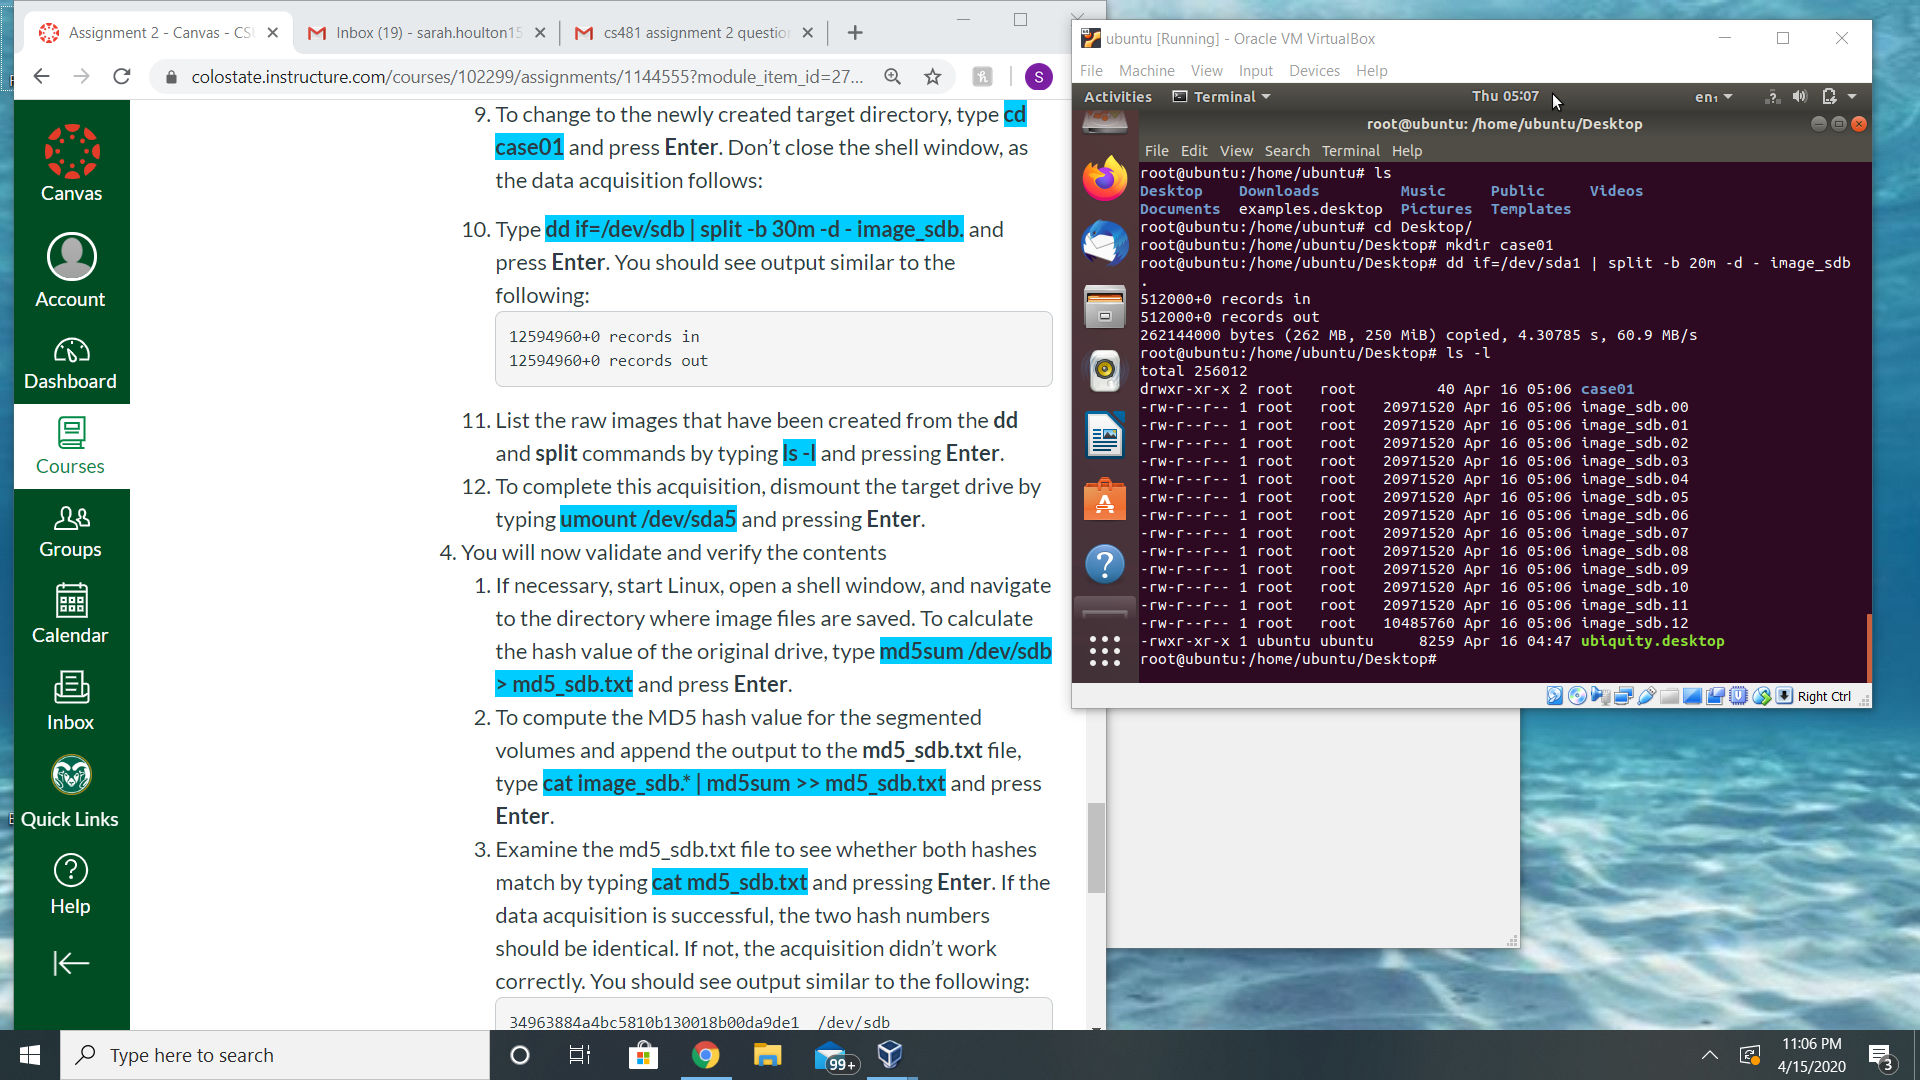 Assignment 2 - Canvas - CSU
Inbox (19) - sarah.houlton15
cs481 assignment 2 question
colostate.instructure.com/courses/102299/assignments/1144555?module_item_id=27...
S
Canvas
Account
Dashboard
Courses
Groups
Calendar
Inbox
Quick Links
Help
9. To change to the newly created target directory, type cd
case01 and press Enter. Don’t close the shell window, as
the data acquisition follows:
10. Type dd if=/dev/sdb | split -b 30m -d - image_sdb. and
press Enter. You should see output similar to the
following:
12594960+0 records in
12594960+0 records out
11. List the raw images that have been created from the dd
and split commands by typing ls -l and pressing Enter.
12. To complete this acquisition, dismount the target drive by
typing umount /dev/sda5 and pressing Enter.
4. You will now validate and verify the contents
1. If necessary, start Linux, open a shell window, and navigate
to the directory where image files are saved. To calculate
the hash value of the original drive, type md5sum /dev/sdb
> md5_sdb.txt and press Enter.
2. To compute the MD5 hash value for the segmented
volumes and append the output to the md5_sdb.txt file,
type cat image_sdb.* | md5sum >> md5_sdb.txt and press
Enter.
3. Examine the md5_sdb.txt file to see whether both hashes
match by typing cat md5_sdb.txt and pressing Enter. If the
data acquisition is successful, the two hash numbers
should be identical. If not, the acquisition didn’t work
correctly. You should see output similar to the following:
34963884a4bc5810b130018b00da9de1 /dev/sdb
ubuntu [Running] - Oracle VM VirtualBox
File Machine View Input Devices Help
Activities Terminal Thu 05:07 en₁
root@ubuntu: /home/ubuntu/Desktop
File Edit View Search Terminal Help
root@ubuntu:/home/ubuntu# ls
Desktop Downloads Music Public Videos
Documents examples.desktop Pictures Templates
root@ubuntu:/home/ubuntu# cd Desktop/
root@ubuntu:/home/ubuntu/Desktop# mkdir case01
root@ubuntu:/home/ubuntu/Desktop# dd if=/dev/sda1 | split -b 20m -d - image_sdb
.
512000+0 records in
512000+0 records out
262144000 bytes (262 MB, 250 MiB) copied, 4.30785 s, 60.9 MB/s
root@ubuntu:/home/ubuntu/Desktop# ls -l
total 256012
drwxr-xr-x 2 root root 40 Apr 16 05:06 case01
-rw-r--r-- 1 root root 20971520 Apr 16 05:06 image_sdb.00
-rw-r--r-- 1 root root 20971520 Apr 16 05:06 image_sdb.01
-rw-r--r-- 1 root root 20971520 Apr 16 05:06 image_sdb.02
-rw-r--r-- 1 root root 20971520 Apr 16 05:06 image_sdb.03
-rw-r--r-- 1 root root 20971520 Apr 16 05:06 image_sdb.04
-rw-r--r-- 1 root root 20971520 Apr 16 05:06 image_sdb.05
-rw-r--r-- 1 root root 20971520 Apr 16 05:06 image_sdb.06
-rw-r--r-- 1 root root 20971520 Apr 16 05:06 image_sdb.07
-rw-r--r-- 1 root root 20971520 Apr 16 05:06 image_sdb.08
-rw-r--r-- 1 root root 20971520 Apr 16 05:06 image_sdb.09
-rw-r--r-- 1 root root 20971520 Apr 16 05:06 image_sdb.10
-rw-r--r-- 1 root root 20971520 Apr 16 05:06 image_sdb.11
-rw-r--r-- 1 root root 10485760 Apr 16 05:06 image_sdb.12
-rwxr-xr-x 1 ubuntu ubuntu 8259 Apr 16 04:47 ubiquity.desktop
root@ubuntu:/home/ubuntu/Desktop#
Right Ctrl
Type here to search
99+
11:06 PM
4/15/2020
3